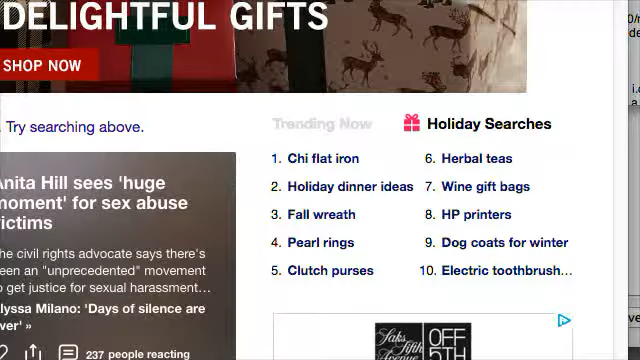 DELIGHTFUL GIFTS
SHOP NOW
. Try searching above.
Trending Now
Holiday Searches
1. Chi flat iron
2. Holiday dinner ideas
3. Fall wreath
4. Pearl rings
5. Clutch purses
6. Herbal teas
7. Wine gift bags
8. HP printers
9. Dog coats for winter
10. Electric toothbrush...
Anita Hill sees 'huge
moment' for sex abuse
victims
The civil rights advocate says there's
been an "unprecedented" movement
to get justice for sexual harassment...
Alyssa Milano: 'Days of silence are
over' »
237 people reacting
Saks Fifth Avenue
OFF
5TH